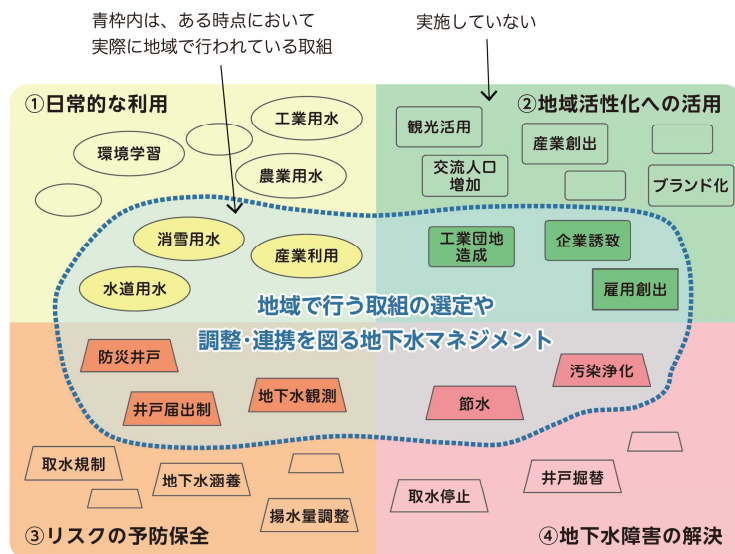 青枠内は、ある時点において
実際に地域で行われている取組
実施していない
①日常的な利用
工業用水
環境学習
農業用水
消雪用水
産業利用
水道用水
②地域活性化への活用
観光活用
産業創出
交流人口
増加
ブランド化
工業団地
造成
企業誘致
雇用創出
地域で行う取組の選定や
調整・連携を図る地下水マネジメント
防災井戸
井戸届出制
地下水観測
取水規制
地下水涵養
揚水量調整
③リスクの予防保全
汚染浄化
節水
井戸掘替
取水停止
④地下水障害の解決